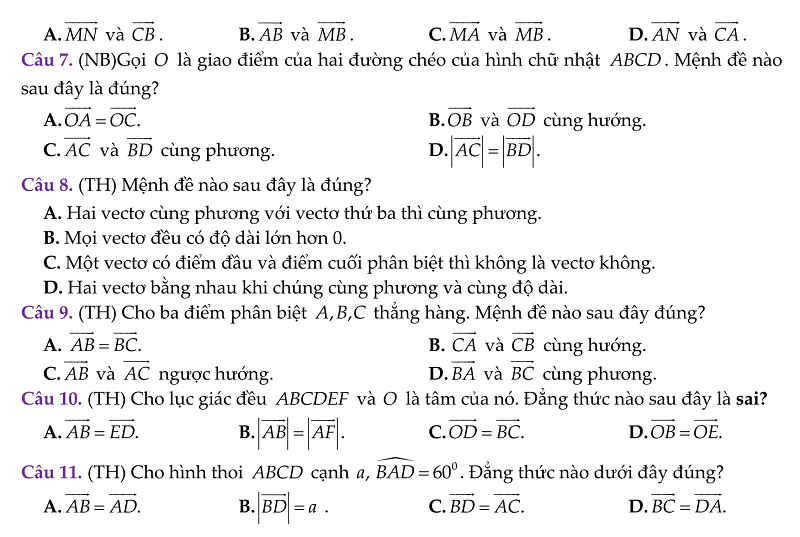 A. $\overrightarrow{MN}$ và $\overrightarrow{CB}$. B. $\overrightarrow{AB}$ và $\overrightarrow{MB}$. C. $\overrightarrow{MA}$ và $\overrightarrow{MB}$. D. $\overrightarrow{AN}$ và $\overrightarrow{CA}$.
Câu 7. (NB)Gọi O là giao điểm của hai đường chéo của hình chữ nhật ABCD. Mệnh đề nào
sau đây là đúng?
A. $\overrightarrow{OA}=\overrightarrow{OC}$. B. $\overrightarrow{OB}$ và $\overrightarrow{OD}$ cùng hướng.
C. $\overrightarrow{AC}$ và $\overrightarrow{BD}$ cùng phương. D. $|\overrightarrow{AC}|=|\overrightarrow{BD}|$.
Câu 8. (TH) Mệnh đề nào sau đây là đúng?
A. Hai vectơ cùng phương với vectơ thứ ba thì cùng phương.
B. Mọi vectơ đều có độ dài lớn hơn 0.
C. Một vectơ có điểm đầu và điểm cuối phân biệt thì không là vectơ không.
D. Hai vectơ bằng nhau khi chúng cùng phương và cùng độ dài.
Câu 9. (TH) Cho ba điểm phân biệt A,B,C thẳng hàng. Mệnh đề nào sau đây đúng?
A. $\overrightarrow{AB}=\overrightarrow{BC}$. B. $\overrightarrow{CA}$ và $\overrightarrow{CB}$ cùng hướng.
C. $\overrightarrow{AB}$ và $\overrightarrow{AC}$ ngược hướng. D. $\overrightarrow{BA}$ và $\overrightarrow{BC}$ cùng phương.
Câu 10. (TH) Cho lục giác đều ABCDEF và O là tâm của nó. Đẳng thức nào sau đây là sai?
A. $\overrightarrow{AB}=\overrightarrow{ED}$. B. $|\overrightarrow{AB}|=|\overrightarrow{AF}|$. C. $\overrightarrow{OD}=\overrightarrow{BC}$. D. $\overrightarrow{OB}=\overrightarrow{OE}$.
Câu 11. (TH) Cho hình thoi ABCD cạnh a, $\widehat{BAD}=60^0$. Đẳng thức nào dưới đây đúng?
A. $\overrightarrow{AB}=\overrightarrow{AD}$. B. $|\overrightarrow{BD}|=a$ . C. $\overrightarrow{BD}=\overrightarrow{AC}$. D. $\overrightarrow{BC}=\overrightarrow{DA}$.